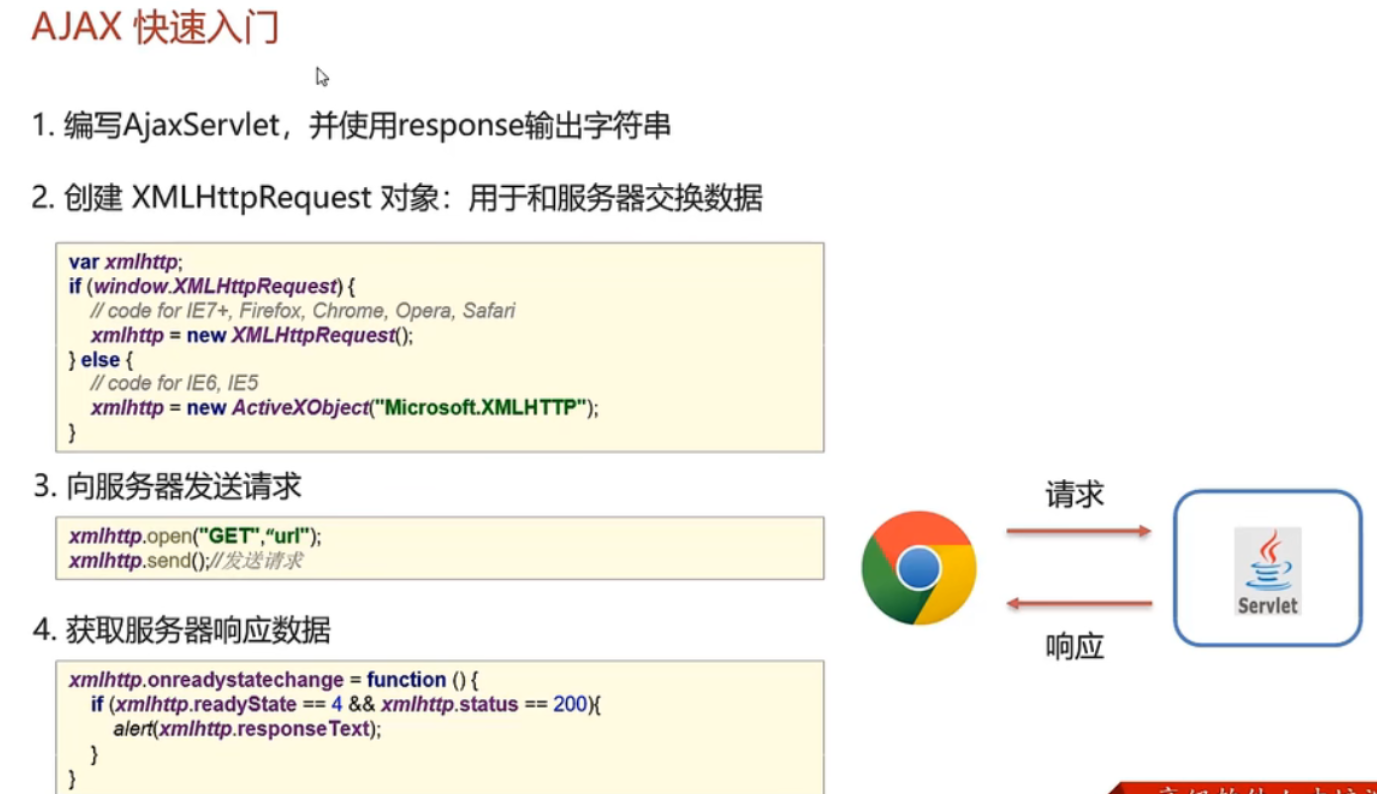 AJAX 快速入门
1. 编写AjaxServlet，并使用response输出字符串
2. 创建 XMLHttpRequest 对象：用于和服务器交换数据
var xmlhttp;
if (window.XMLHttpRequest) {
// code for IE7+, Firefox, Chrome, Opera, Safari
xmlhttp = new XMLHttpRequest();
} else {
// code for IE6, IE5
xmlhttp = new ActiveXObject("Microsoft.XMLHTTP");
}
3. 向服务器发送请求
xmlhttp.open("GET",“url");
xmlhttp.send();//发送请求
请求
Servlet
响应
4. 获取服务器响应数据
xmlhttp.onreadystatechange = function () {
if (xmlhttp.readyState == 4 && xmlhttp.status == 200){
alert(xmlhttp.responseText);
}
}